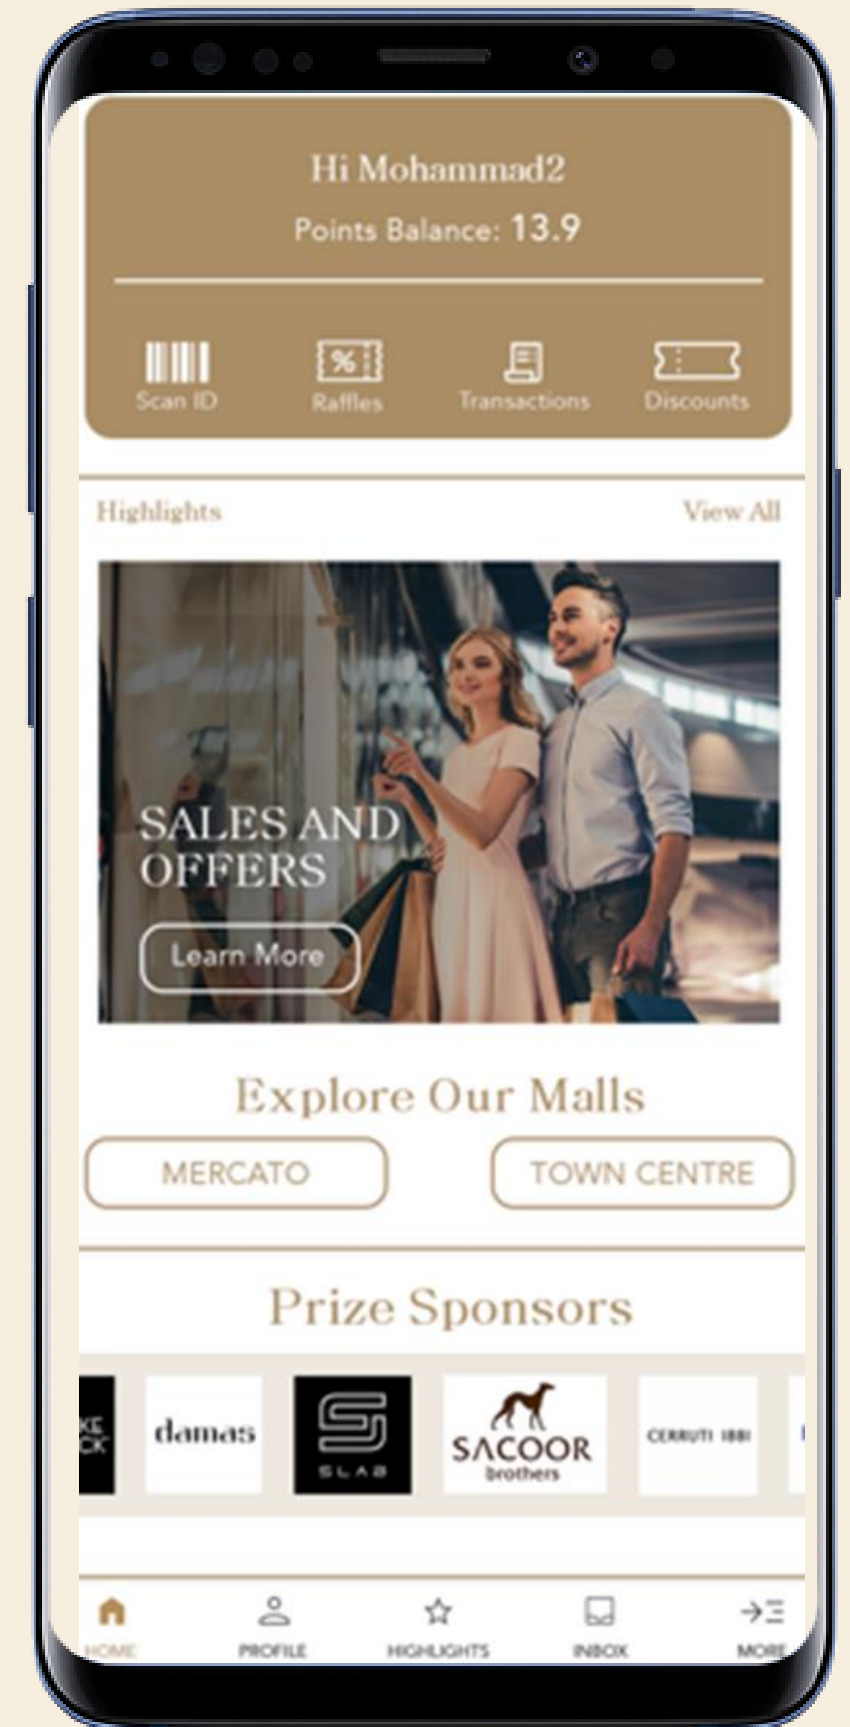 Hi Mohammad2
Points Balance: 13.9
Scan ID Raffles Transactions Discounts
Highlights View All
SALES AND
OFFERS
Learn More
Explore Our Malls
MERCATO TOWN CENTRE
Prize Sponsors
damas
SLAB
SACOOR
brothers
CERRUTI 1881
HOME PROFILE HIGHLIGHTS INBOX MORE